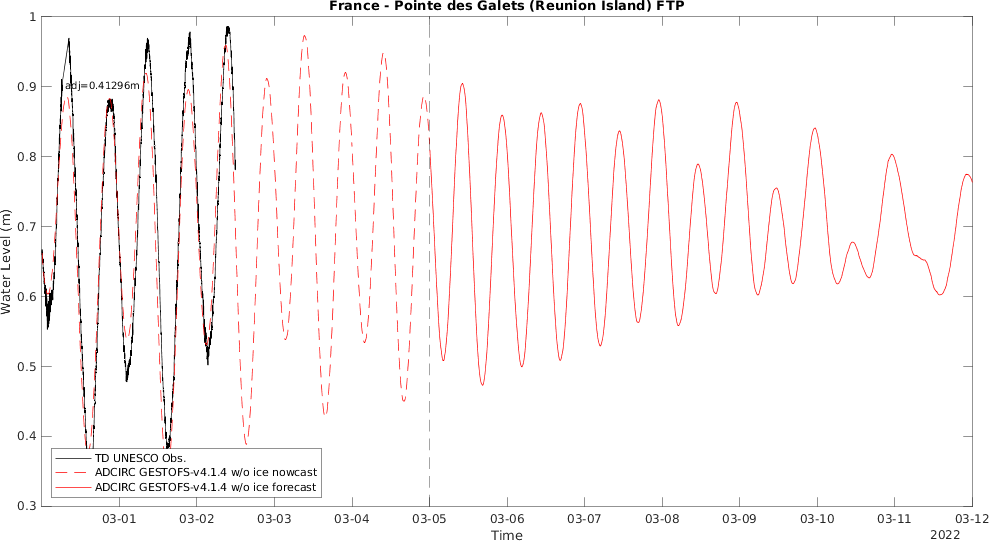 France - Pointe des Galets (Reunion Island) FTP
Water Level (m)
1
0.9
0.8
0.7
0.6
0.5
0.4
0.3
adj=0.41296m
TD UNESCO Obs.
ADCIRC GESTOFS-v4.1.4 w/o ice nowcast
ADCIRC GESTOFS-v4.1.4 w/o ice forecast
03-01 03-02 03-03 03-04 03-05 03-06 03-07 03-08 03-09 03-10 03-11 03-12
Time
2022